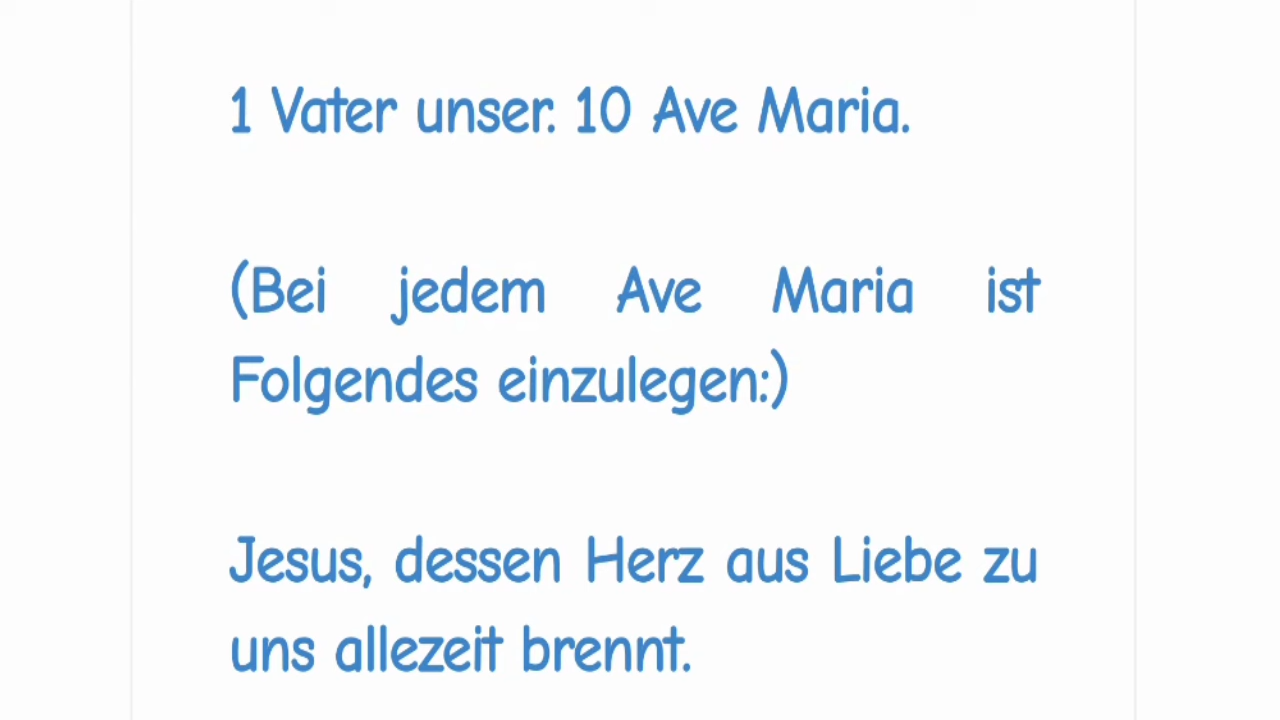 1 Vater unser. 10 Ave Maria.
(Bei jedem Ave Maria ist
Folgendes einzulegen:)
Jesus, dessen Herz aus Liebe zu
uns allezeit brennt.